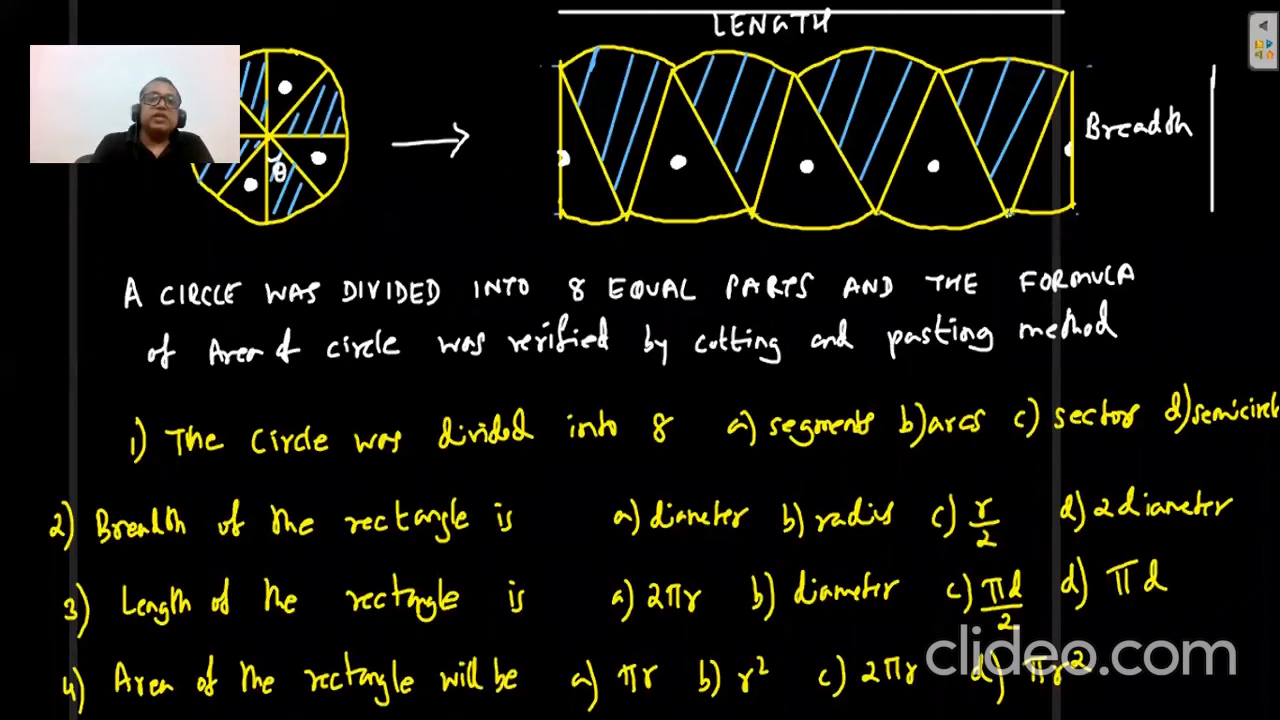 LENGTH
Breadth
θ
A CIRCLE WAS DIVIDED INTO 8 EQUAL PARTS AND THE FORMULA
of Area of circle was verified by cutting and pasting method
1) The Circle was divided into 8 a) segments b) arcs c) sector d) semicircl
2) Breadth of the rectangle is a) diameter b) radius c) r/2 d) 2 diameter
3) Length of the rectangle is a) 2πr b) diameter c) πd/2 d) πd
4) Area of the rectangle will be a) πr b) r² c) 2πr d) πr²
clideo.com